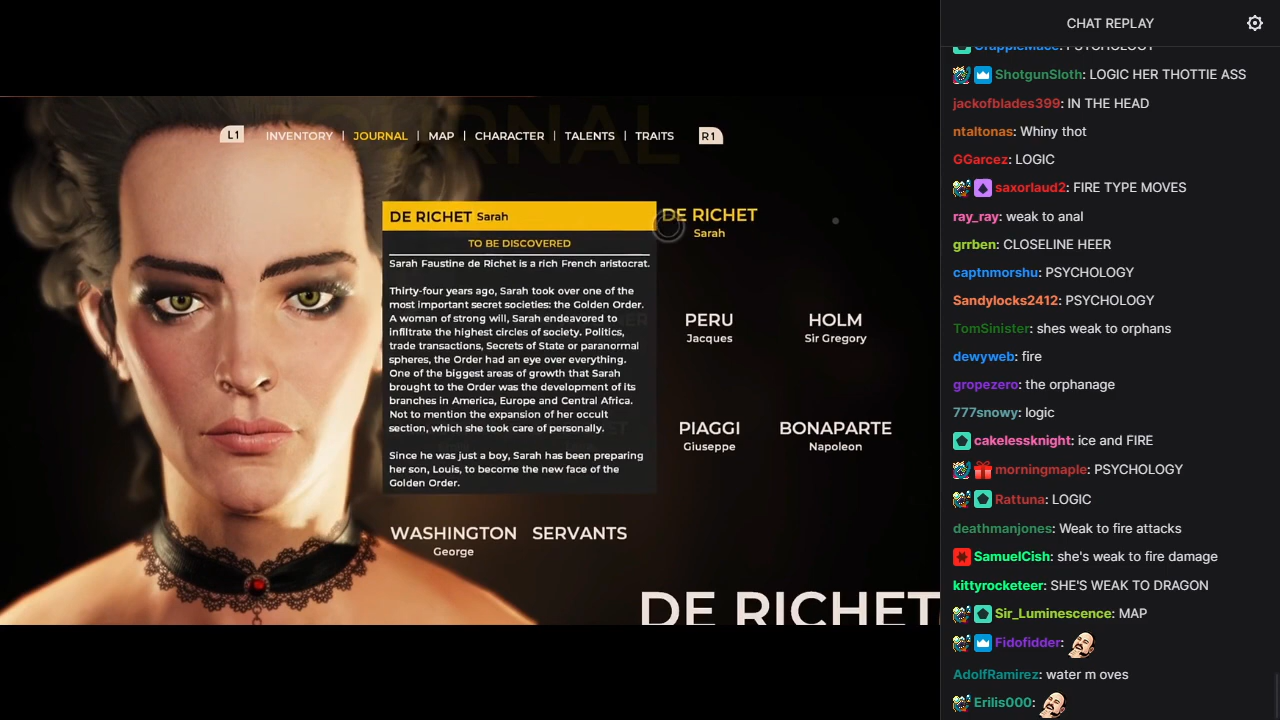 L1
INVENTORY | JOURNAL | MAP | CHARACTER | TALENTS | TRAITS
R1
DE RICHET Sarah
TO BE DISCOVERED
Sarah Faustine de Richet is a rich French aristocrat.
Thirty-four years ago, Sarah took over one of the
most important secret societies: the Golden Order.
A woman of strong will, Sarah endeavored to
infiltrate the highest circles of society. Politics,
trade transactions, Secrets of State or paranormal
spheres, the Order had an eye over everything.
One of the biggest areas of growth that Sarah
brought to the Order was the development of its
branches in America, Europe and Central Africa.
Not to mention the expansion of her occult
section, which she took care of personally.
Since he was just a boy, Sarah has been preparing
her son, Louis, to become the new face of the
Golden Order.
DE RICHET
Sarah
PERU
Jacques
HOLM
Sir Gregory
PIAGGI
Giuseppe
BONAPARTE
Napoleon
WASHINGTON
George
SERVANTS
DE RICHET
CHAT REPLAY
GrappleMace: PSYCHOLOGY
ShotgunSloth: LOGIC HER THOTTIE ASS
jackofblades399: IN THE HEAD
ntaltonas: Whiny thot
GGarcez: LOGIC
saxorlaud2: FIRE TYPE MOVES
ray_ray: weak to anal
grrben: CLOSELINE HEER
captnmorshu: PSYCHOLOGY
Sandylocks2412: PSYCHOLOGY
TomSinister: shes weak to orphans
dewyweb: fire
gropezero: the orphanage
777snowy: logic
cakelessknight: ice and FIRE
morningmaple: PSYCHOLOGY
Rattuna: LOGIC
deathmanjones: Weak to fire attacks
SamuelCish: she's weak to fire damage
kittyrocketeer: SHE'S WEAK TO DRAGON
Sir_Luminescence: MAP
Fidofidder:
AdolfRamirez: water m oves
Erilis000: